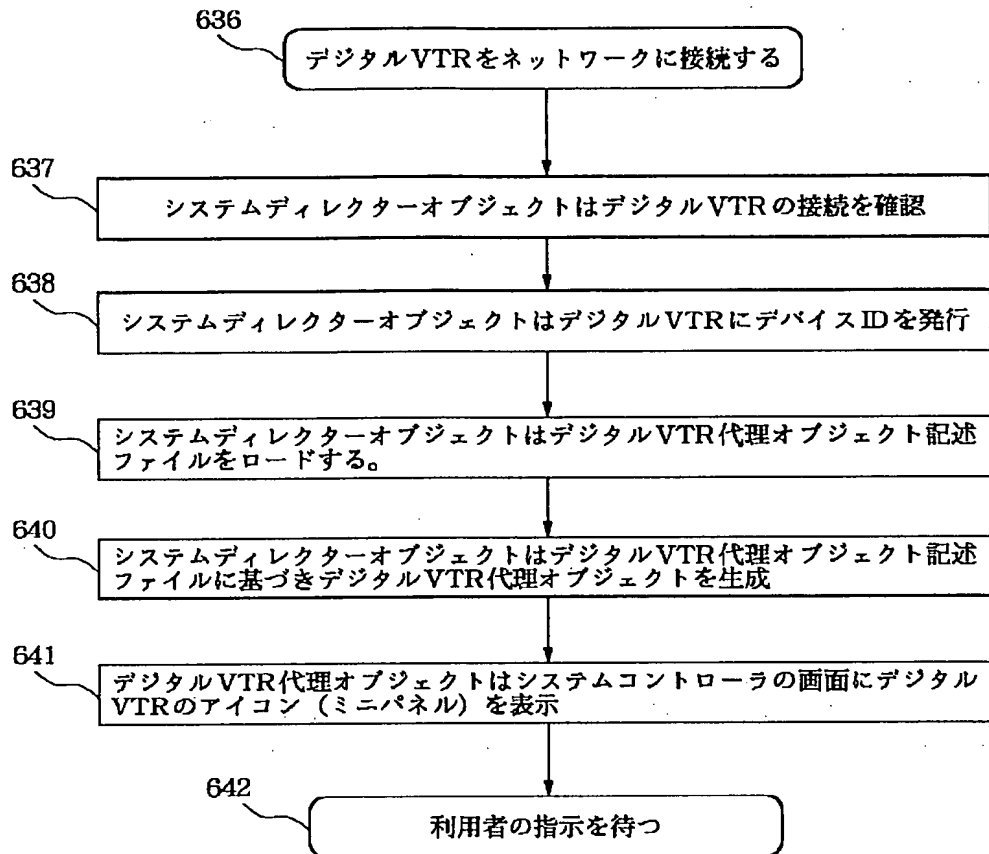 636
デジタルVTRをネットワークに接続する
637
システムディレクターオブジェクトはデジタルVTRの接続を確認
638
システムディレクターオブジェクトはデジタルVTRにデバイスIDを発行
639
システムディレクターオブジェクトはデジタルVTR代理オブジェクト記述
ファイルをロードする。
640
システムディレクターオブジェクトはデジタルVTR代理オブジェクト記述
ファイルに基づきデジタルVTR代理オブジェクトを生成
641
デジタルVTR代理オブジェクトはシステムコントローラの画面にデジタル
VTRのアイコン（ミニパネル）を表示
642
利用者の指示を待つ